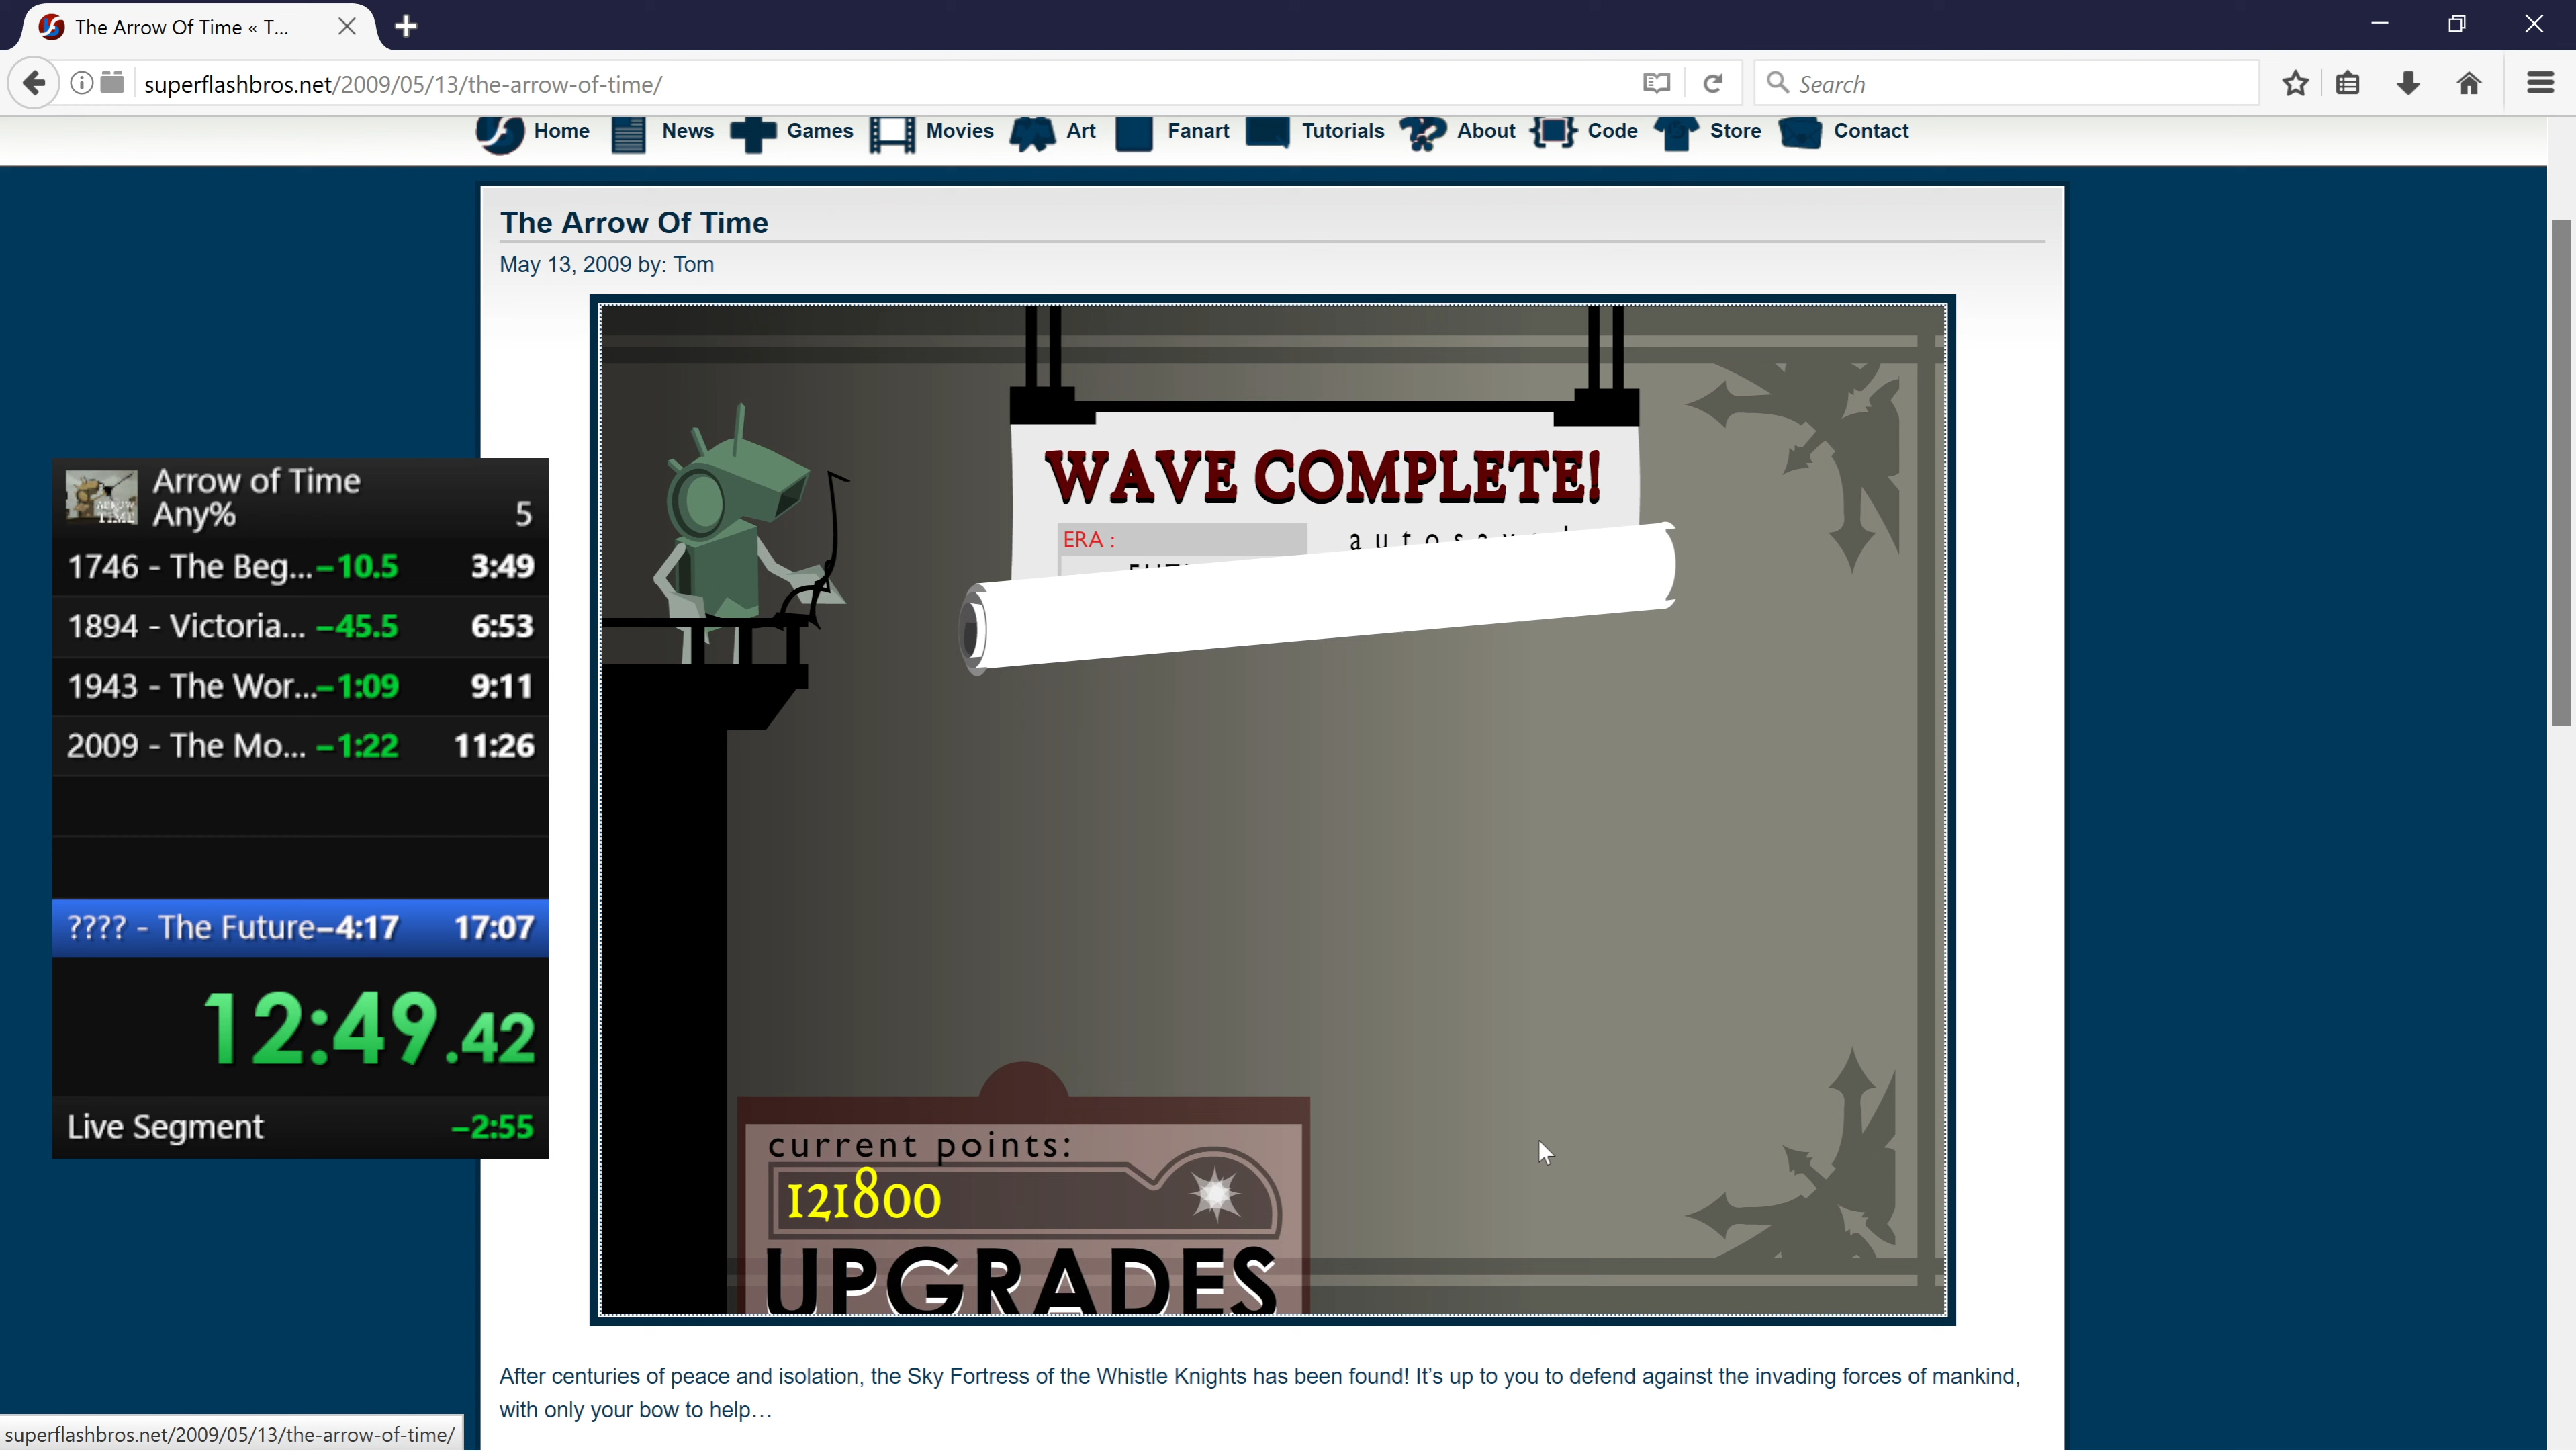 The Arrow Of Time « T...
superflashbros.net/2009/05/13/the-arrow-of-time/
Search
Home News Games Movies Art Fanart Tutorials About Code Store Contact
The Arrow Of Time
May 13, 2009 by: Tom
WAVE COMPLETE!
ERA :
Arrow of Time
Any% 5
1746 - The Beg... -10.5 3:49
1894 - Victoria... -45.5 6:53
1943 - The Wor... -1:09 9:11
2009 - The Mo... -1:22 11:26
???? - The Future -4:17 17:07
12:49.42
Live Segment -2:55
current points:
121800
UPGRADES
After centuries of peace and isolation, the Sky Fortress of the Whistle Knights has been found! It's up to you to defend against the invading forces of mankind,
with only your bow to help...
superflashbros.net/2009/05/13/the-arrow-of-time/